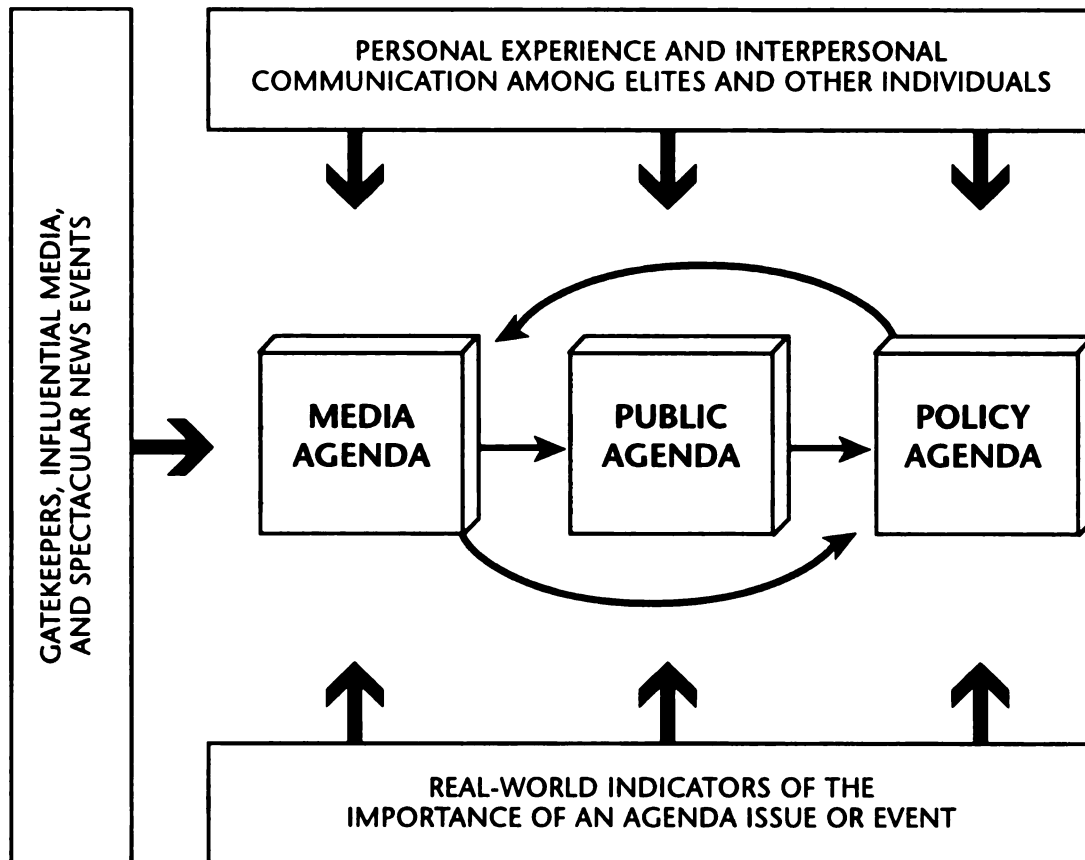 PERSONAL EXPERIENCE AND INTERPERSONAL
COMMUNICATION AMONG ELITES AND OTHER INDIVIDUALS
GATEKEEPERS, INFLUENTIAL MEDIA,
AND SPECTACULAR NEWS EVENTS
MEDIA
AGENDA
PUBLIC
AGENDA
POLICY
AGENDA
REAL-WORLD INDICATORS OF THE
IMPORTANCE OF AN AGENDA ISSUE OR EVENT